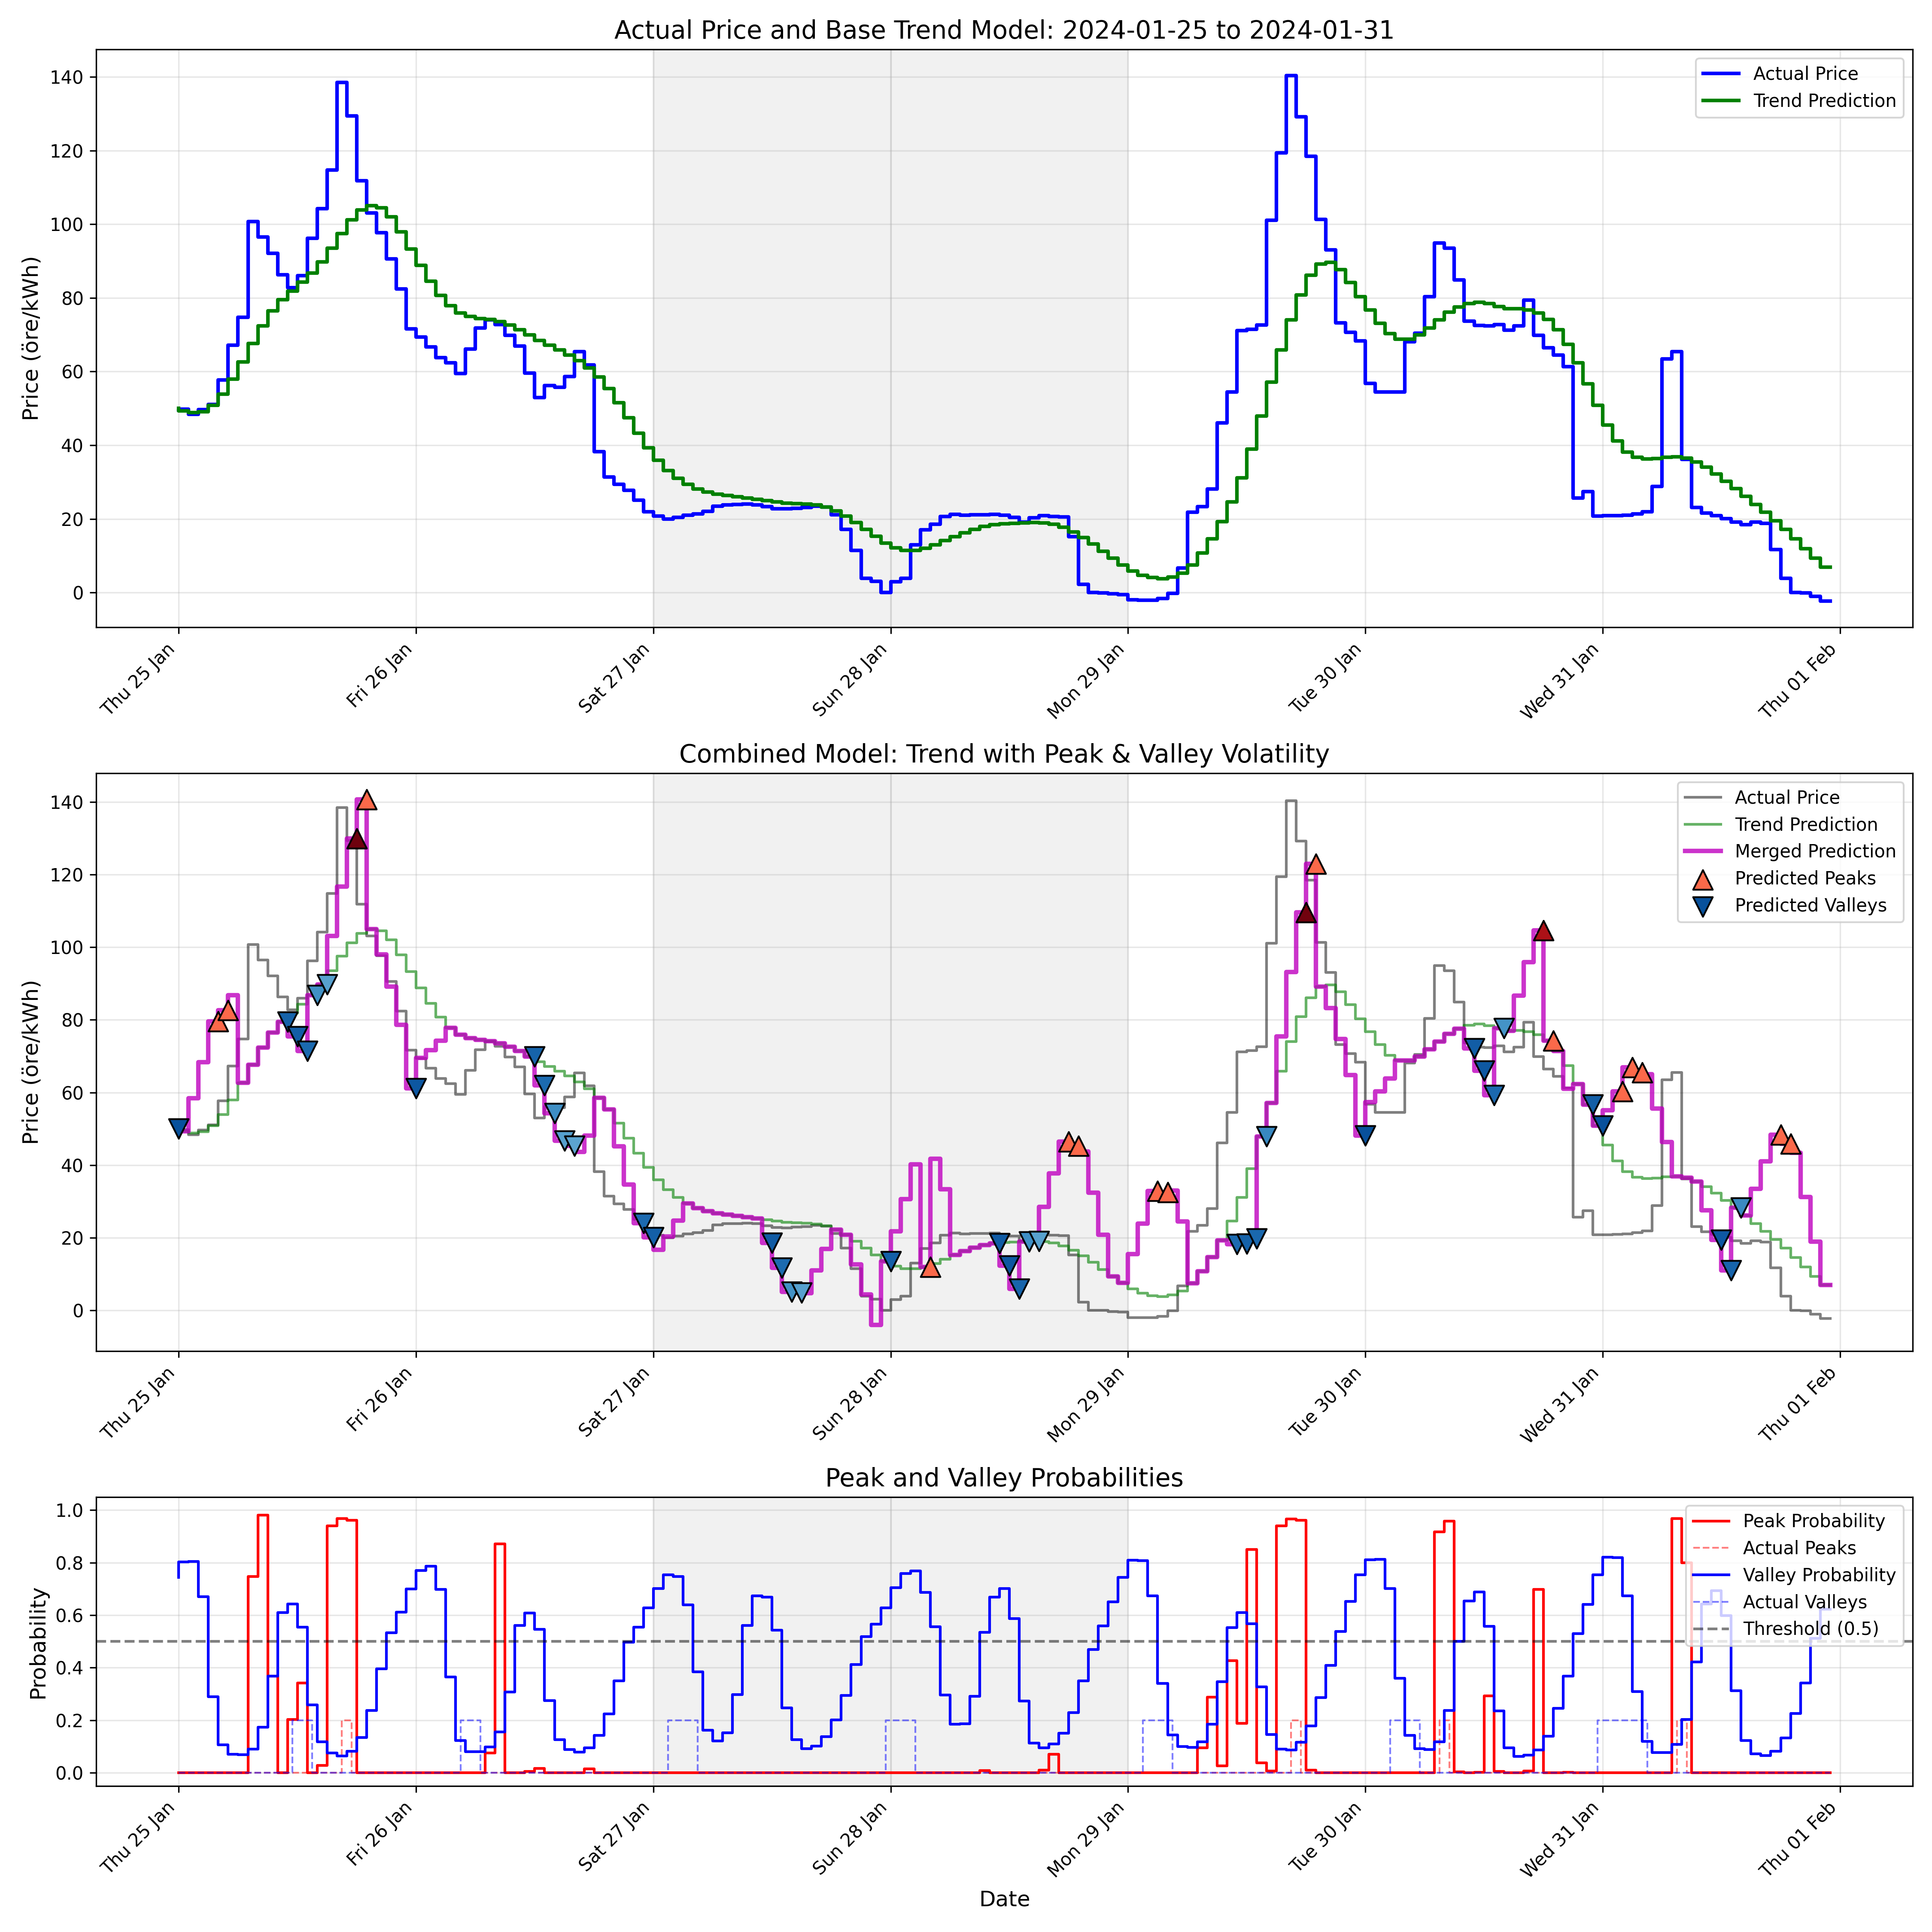 Actual Price and Base Trend Model: 2024-01-25 to 2024-01-31
Price (öre/kWh)
140
120
100
80
60
40
20
0
Actual Price
Trend Prediction
Thu 25 Jan
Fri 26 Jan
Sat 27 Jan
Sun 28 Jan
Mon 29 Jan
Tue 30 Jan
Wed 31 Jan
Thu 01 Feb
Combined Model: Trend with Peak & Valley Volatility
Price (öre/kWh)
140
120
100
80
60
40
20
0
Actual Price
Trend Prediction
Merged Prediction
Predicted Peaks
Predicted Valleys
Thu 25 Jan
Fri 26 Jan
Sat 27 Jan
Sun 28 Jan
Mon 29 Jan
Tue 30 Jan
Wed 31 Jan
Thu 01 Feb
Peak and Valley Probabilities
Probability
1.0
0.8
0.6
0.4
0.2
0.0
Peak Probability
Actual Peaks
Valley Probability
Actual Valleys
Threshold (0.5)
Thu 25 Jan
Fri 26 Jan
Sat 27 Jan
Sun 28 Jan
Mon 29 Jan
Tue 30 Jan
Wed 31 Jan
Thu 01 Feb
Date